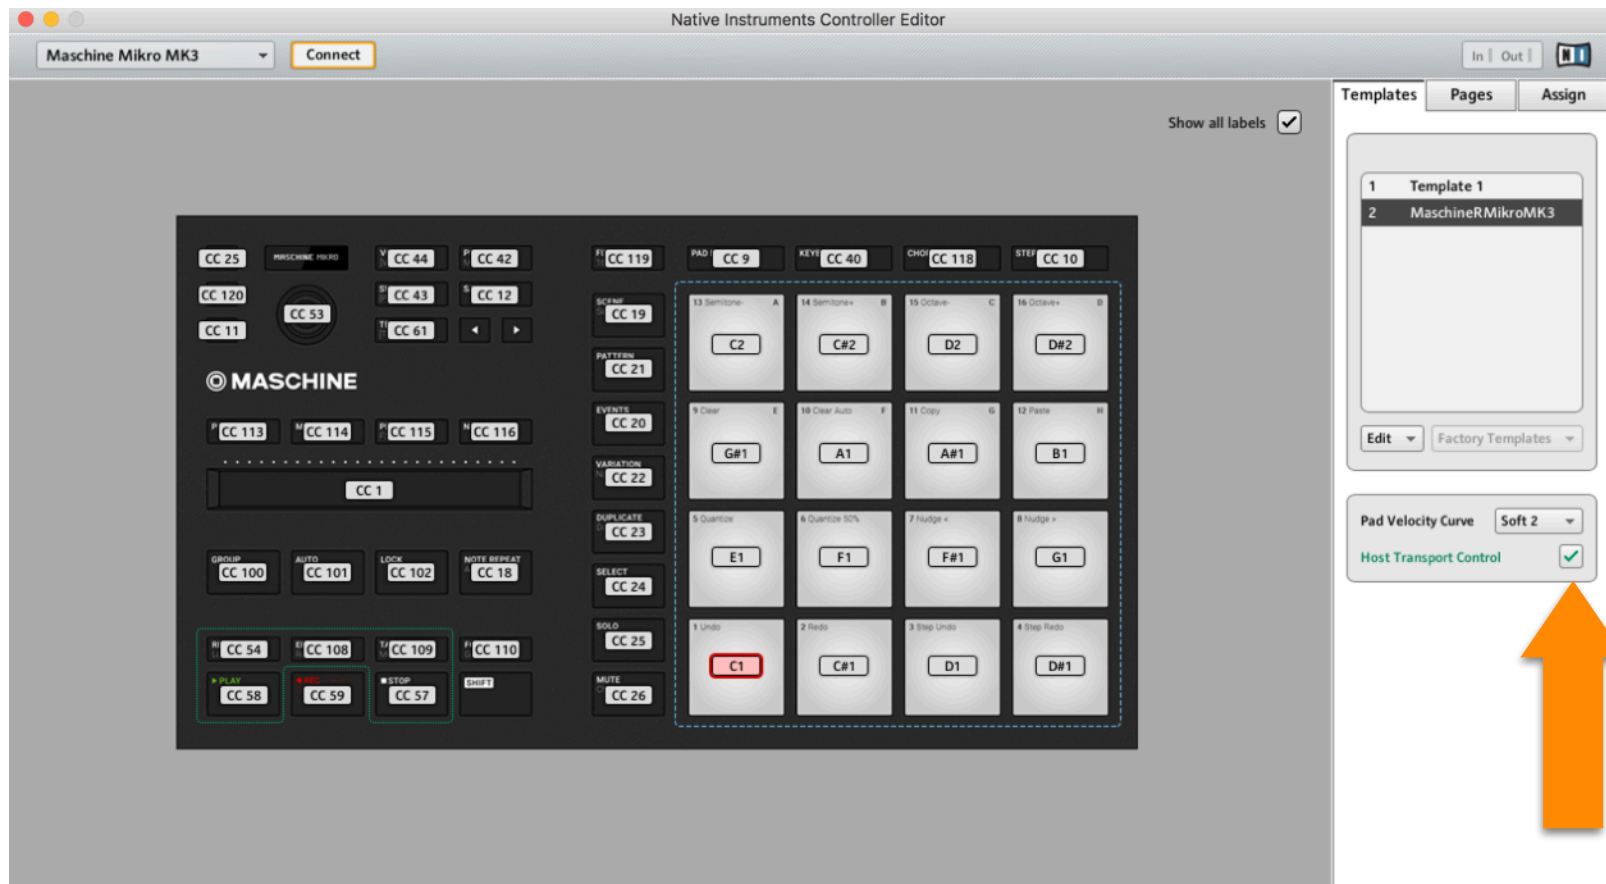 Native Instruments Controller Editor
Maschine Mikro MK3
Connect
In Out
Templates Pages Assign
Show all labels
1 Template 1
2 MaschineRMikroMK3
Edit Factory Templates
Pad Velocity Curve Soft 2
Host Transport Control
CC 25 MASCHINE MIKRO CC 44 CC 42
CC 120 CC 53 CC 43 CC 12
CC 11 CC 61
MASCHINE
CC 113 CC 114 CC 115 CC 116
CC 1
GROUP AUTO LOCK NOTE REPEAT
CC 100 CC 101 CC 102 CC 18
CC 54 CC 108 CC 109 CC 110
PLAY REC STOP SHIFT
CC 58 CC 59 CC 57
CC 119
SCENE
CC 19
PATTERN
CC 21
EVENTS
CC 20
VARIATION
CC 22
DUPLICATE
CC 23
SELECT
CC 24
SOLO
CC 25
MUTE
CC 26
PAD CC 9 CC 40 CC 118 STEP CC 10
13 Semitone- A 14 Semitone+ B 15 Octave- C 16 Octave+ D
C2 C#2 D2 D#2
9 Clear E 10 Clear Auto F 11 Copy G 12 Paste H
G#1 A1 A#1 B1
5 Quantize 6 Quantize 50% 7 Nudge < 8 Nudge >
E1 F1 F#1 G1
1 Undo 2 Redo 3 Step Undo 4 Step Redo
C1 C#1 D1 D#1